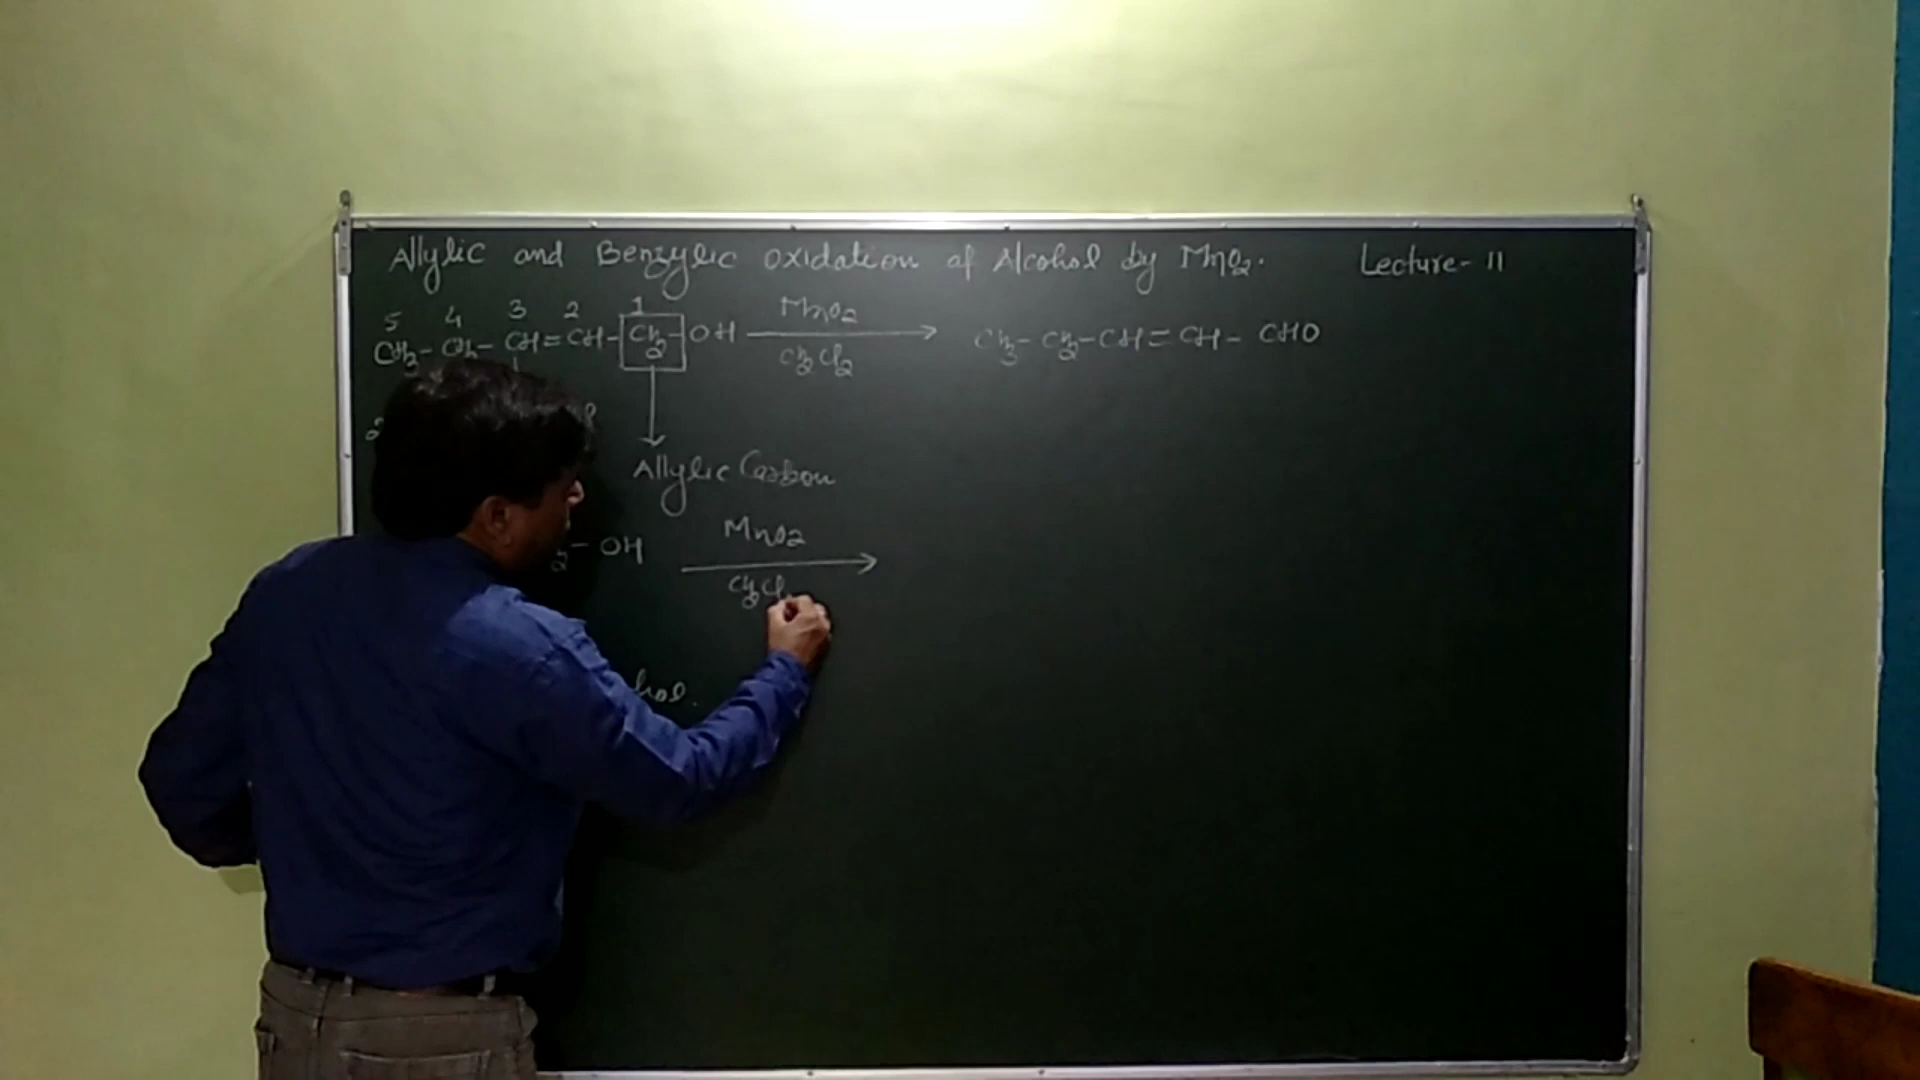 Allylic and Benzylic oxidation of Alcohol by MnO2. Lecture- 11
5 4 3 2 1 MnO2
CH3- CH2- CH=CH- CH2- OH CH2Cl2 CH3- CH2-CH=CH- CHO
Allylic Carbon
MnO2
- OH
CH2Cl